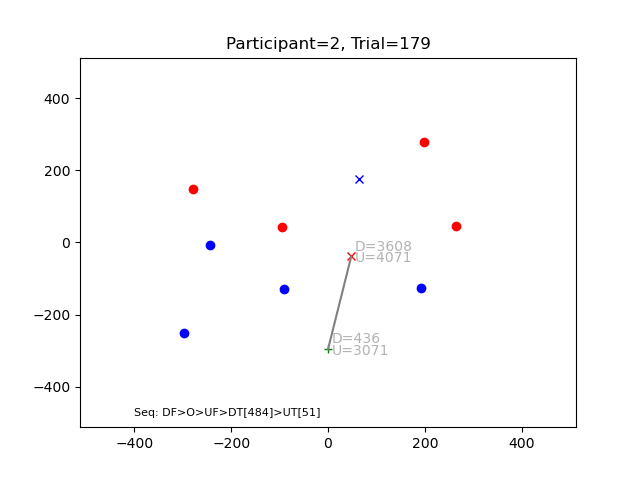 Participant=2, Trial=179
400
200
0
−200
−400
D=3608
U=4071
D=436
U=3071
Seq: DF>O>UF>DT[484]>UT[51]
−400
−200
0
200
400